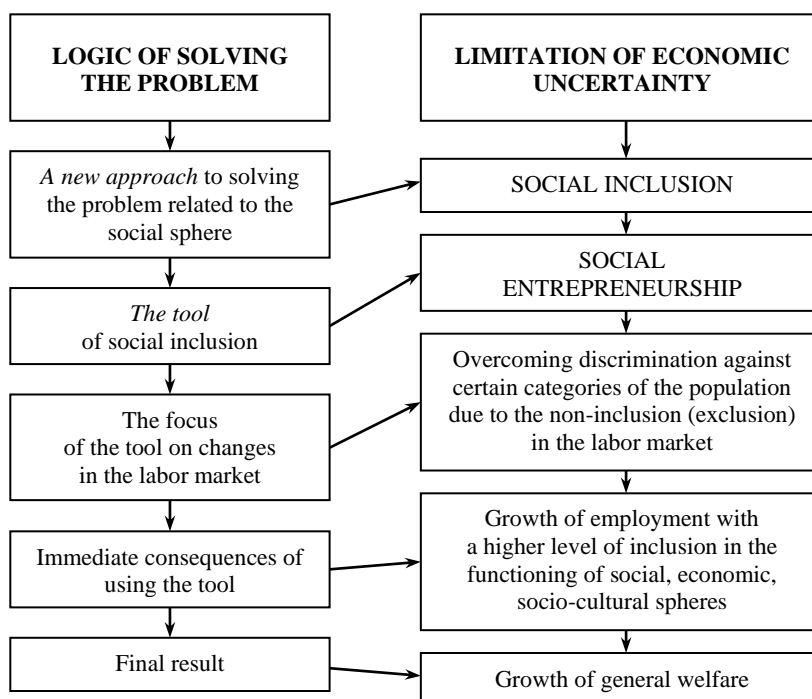 LOGIC OF SOLVING
THE PROBLEM
A new approach to solving
the problem related to the
social sphere
The tool
of social inclusion
The focus
of the tool on changes
in the labor market
Immediate consequences of
using the tool
Final result
LIMITATION OF ECONOMIC
UNCERTAINTY
SOCIAL INCLUSION
SOCIAL
ENTREPRENEURSHIP
Overcoming discrimination against
certain categories of the population
due to the non-inclusion (exclusion)
in the labor market
Growth of employment with
a higher level of inclusion in the
functioning of social, economic,
socio-cultural spheres
Growth of general welfare